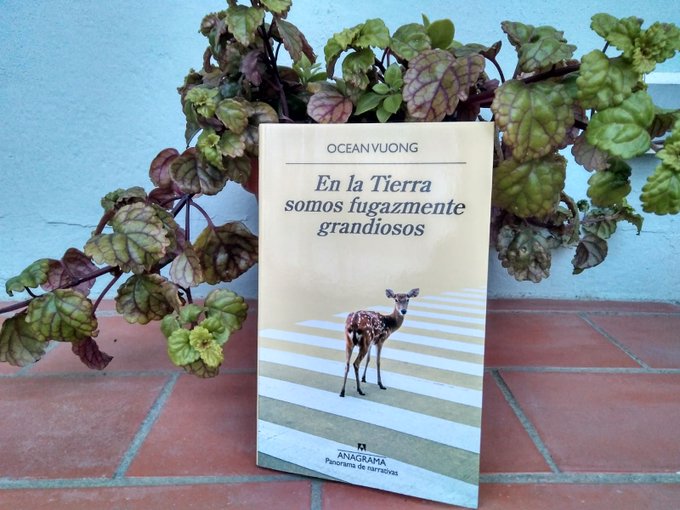 OCEAN VUONG
En la Tierra
somos fugazmente
grandiosos
ANAGRAMA
Panorama de narrativas